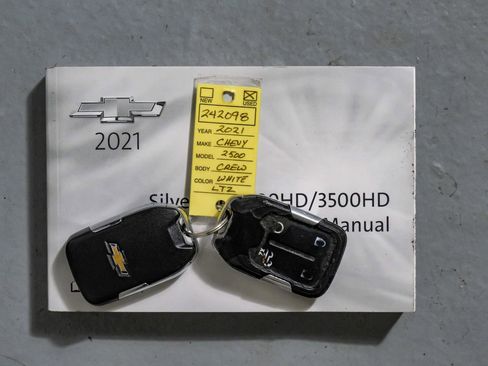 NEW
USED
242098
YEAR 2021
MAKE CHEVY
MODEL 2500
BODY CREW
COLOR WHITE
LTZ
2021
Silve 0HD/3500HD
Manual